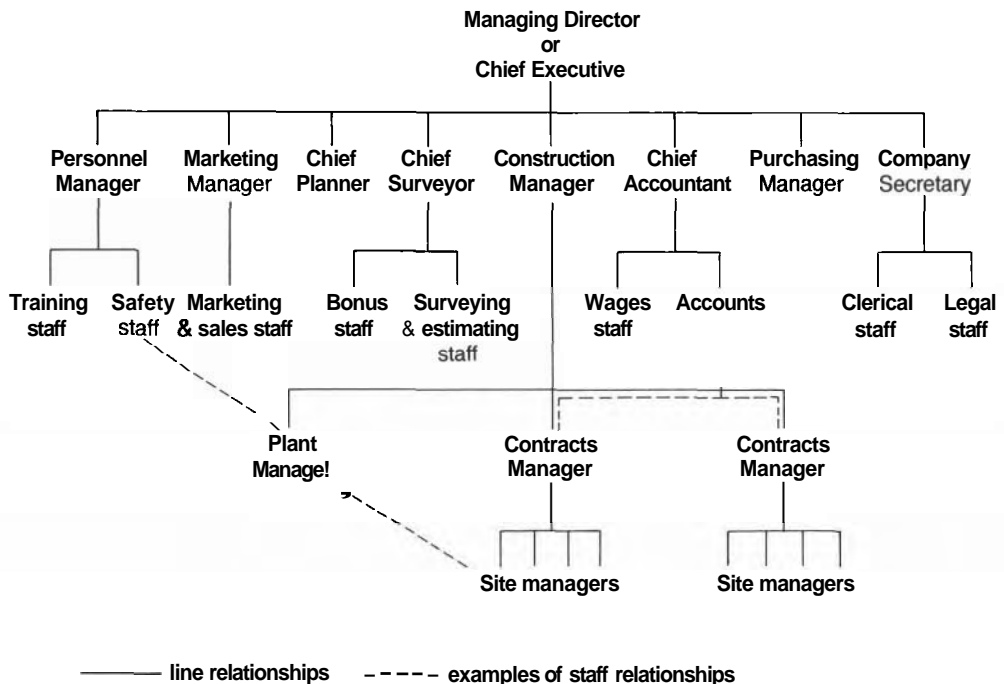 Managing Director
or
Chief Executive
Personnel
Manager
Marketing
Manager
Chief
Planner
Chief
Surveyor
Construction
Manager
Chief
Accountant
Purchasing
Manager
Company
Secretary
Training
staff
Safety
staff
Marketing
& sales staff
Bonus
staff
Surveying
& estimating
staff
Wages
staff
Accounts
Clerical
staff
Legal
staff
Plant
Manage!
Contracts
Manager
Contracts
Manager
Site managers
Site managers
line relationships
examples of staff relationships